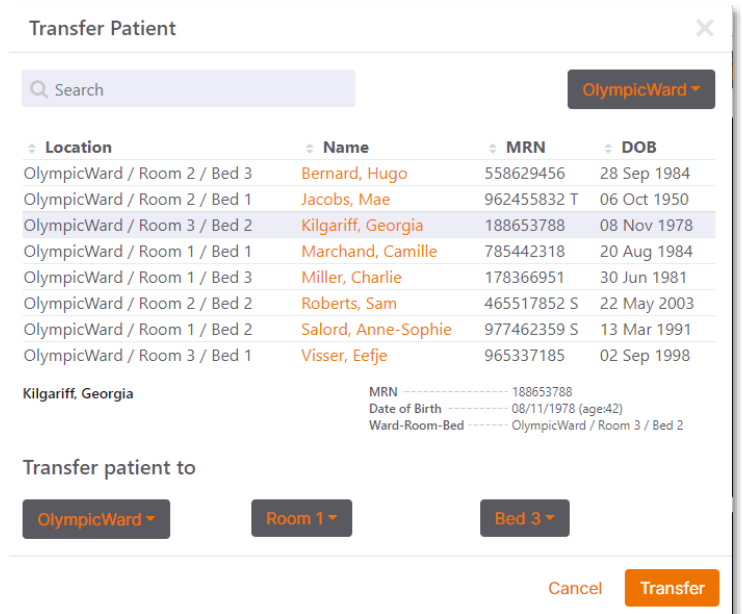 Transfer Patient
Search
OlympicWard
Location Name MRN DOB
OlympicWard / Room 2 / Bed 3 Bernard, Hugo 558629456 28 Sep 1984
OlympicWard / Room 2 / Bed 1 Jacobs, Mae 962455832 T 06 Oct 1950
OlympicWard / Room 3 / Bed 2 Kilgariff, Georgia 188653788 08 Nov 1978
OlympicWard / Room 1 / Bed 1 Marchand, Camille 785442318 20 Aug 1984
OlympicWard / Room 1 / Bed 3 Miller, Charlie 178366951 30 Jun 1981
OlympicWard / Room 2 / Bed 2 Roberts, Sam 465517852 S 22 May 2003
OlympicWard / Room 1 / Bed 2 Salord, Anne-Sophie 977462359 S 13 Mar 1991
OlympicWard / Room 3 / Bed 1 Visser, Eefje 965337185 02 Sep 1998
Kilgariff, Georgia MRN 188653788
Date of Birth 08/11/1978 (age:42)
Ward-Room-Bed OlympicWard / Room 3 / Bed 2
Transfer patient to
OlympicWard Room 1 Bed 3
Cancel Transfer